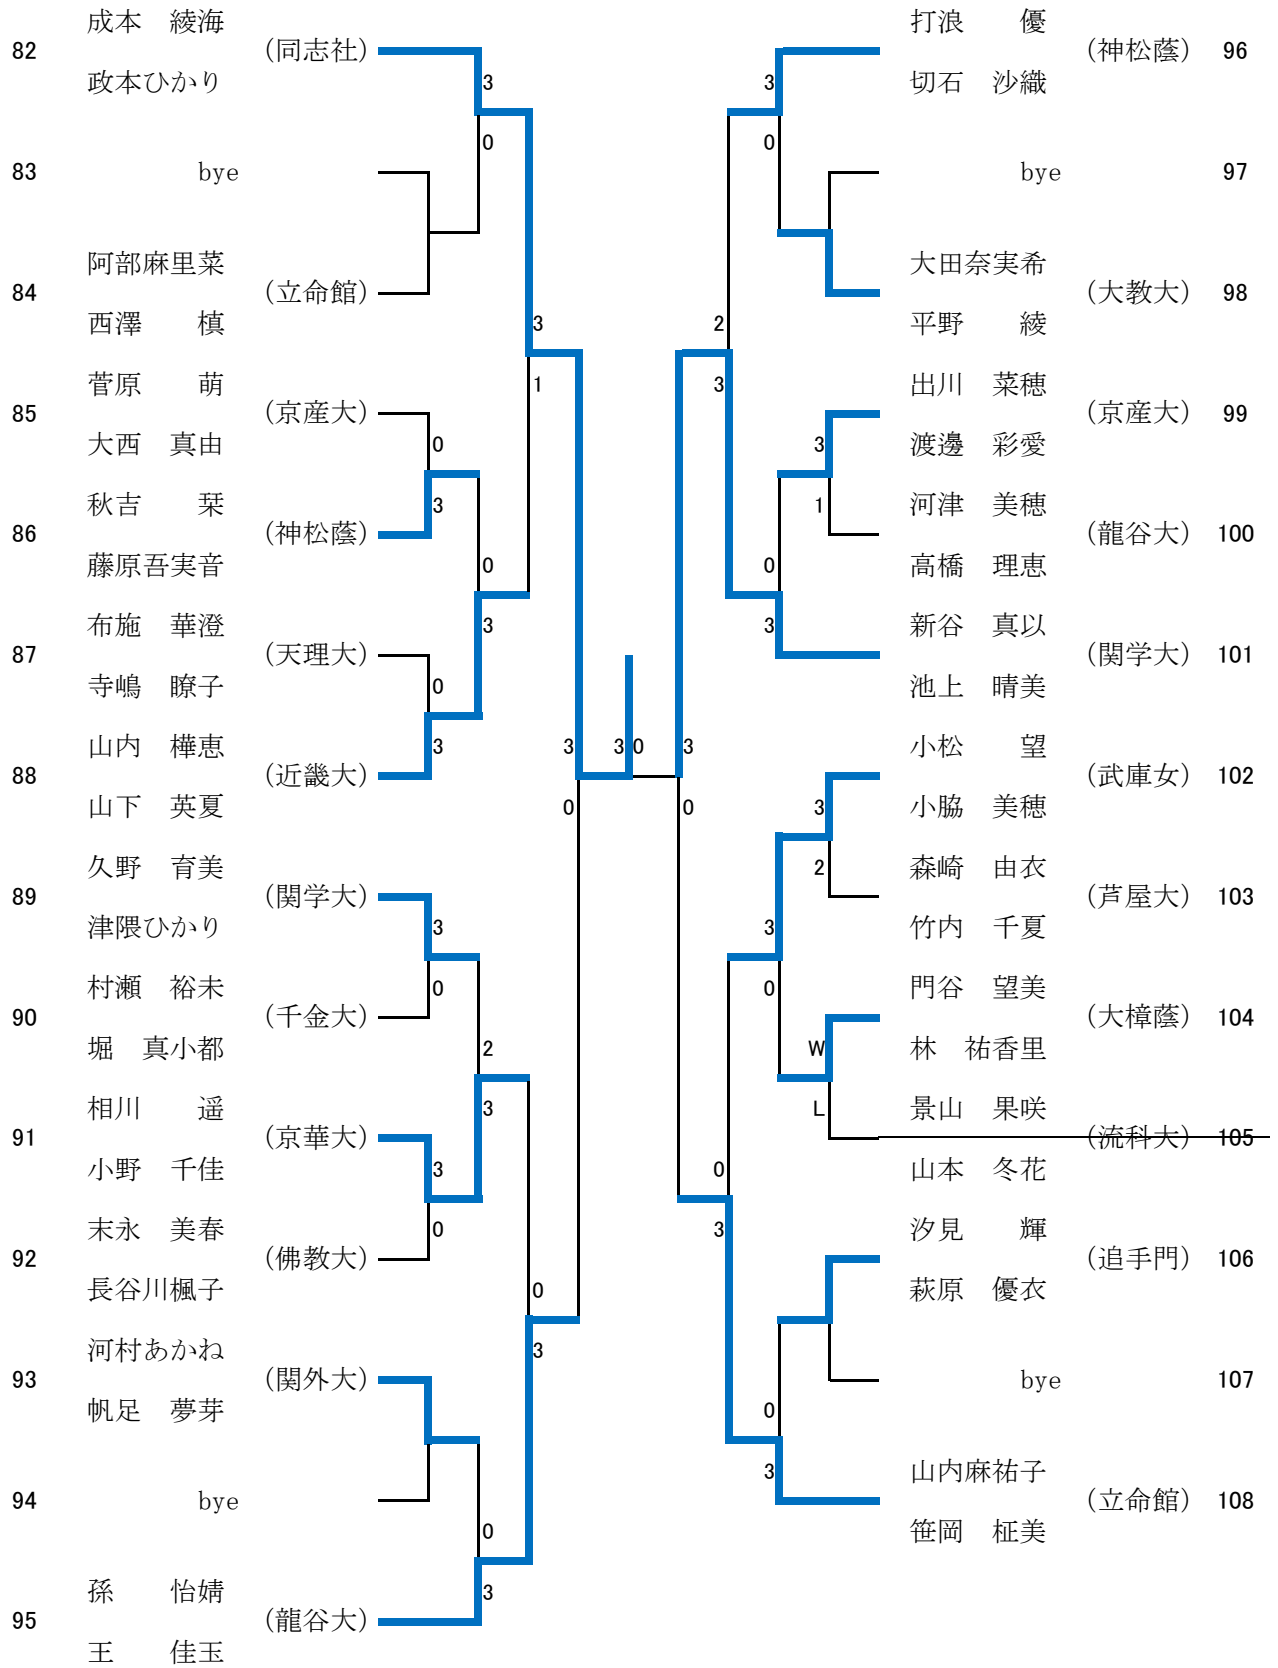 成本　綾海
82 (同志社)
政本ひかり
3
0
83 bye
阿部麻里菜
84 (立命館)
西澤　　槙
3
1
菅原　　萌
85 (京産大)
大西　真由
0
3
秋吉　　栞
86 (神松蔭)
藤原吾実音
0
3
布施　華澄
87 (天理大)
寺嶋　瞭子
0
3
山内　樺恵
88 (近畿大)
山下　英夏
3
0
3 0
久野　育美
89 (関学大)
津隈ひかり
3
0
村瀬　裕未
90 (千金大)
堀　真小都
2
3
相川　　遥
91 (京華大)
小野　千佳
3
0
末永　美春
92 (佛教大)
長谷川楓子
0
3
河村あかね
93 (関外大)
帆足　夢芽
94 bye
0
3
孫　　怡婧
95 (龍谷大)
王　　佳玉
打浪　　優
(神松蔭) 96
切石　沙織
3
0
bye 97
大田奈実希
(大教大) 98
平野　　綾
2
3
出川　菜穂
(京産大) 99
渡邊　彩愛
3
1
河津　美穂
(龍谷大) 100
高橋　理恵
0
3
新谷　真以
(関学大) 101
池上　晴美
3
0
小松　　望
(武庫女) 102
小脇　美穂
3
2
森崎　由衣
(芦屋大) 103
竹内　千夏
3
0
門谷　望美
(大樟蔭) 104
林　祐香里
W
L
景山　果咲
(流科大) 105
山本　冬花
0
3
汐見　　輝
(追手門) 106
萩原　優衣
bye 107
0
3
山内麻祐子
(立命館) 108
笹岡　柾美